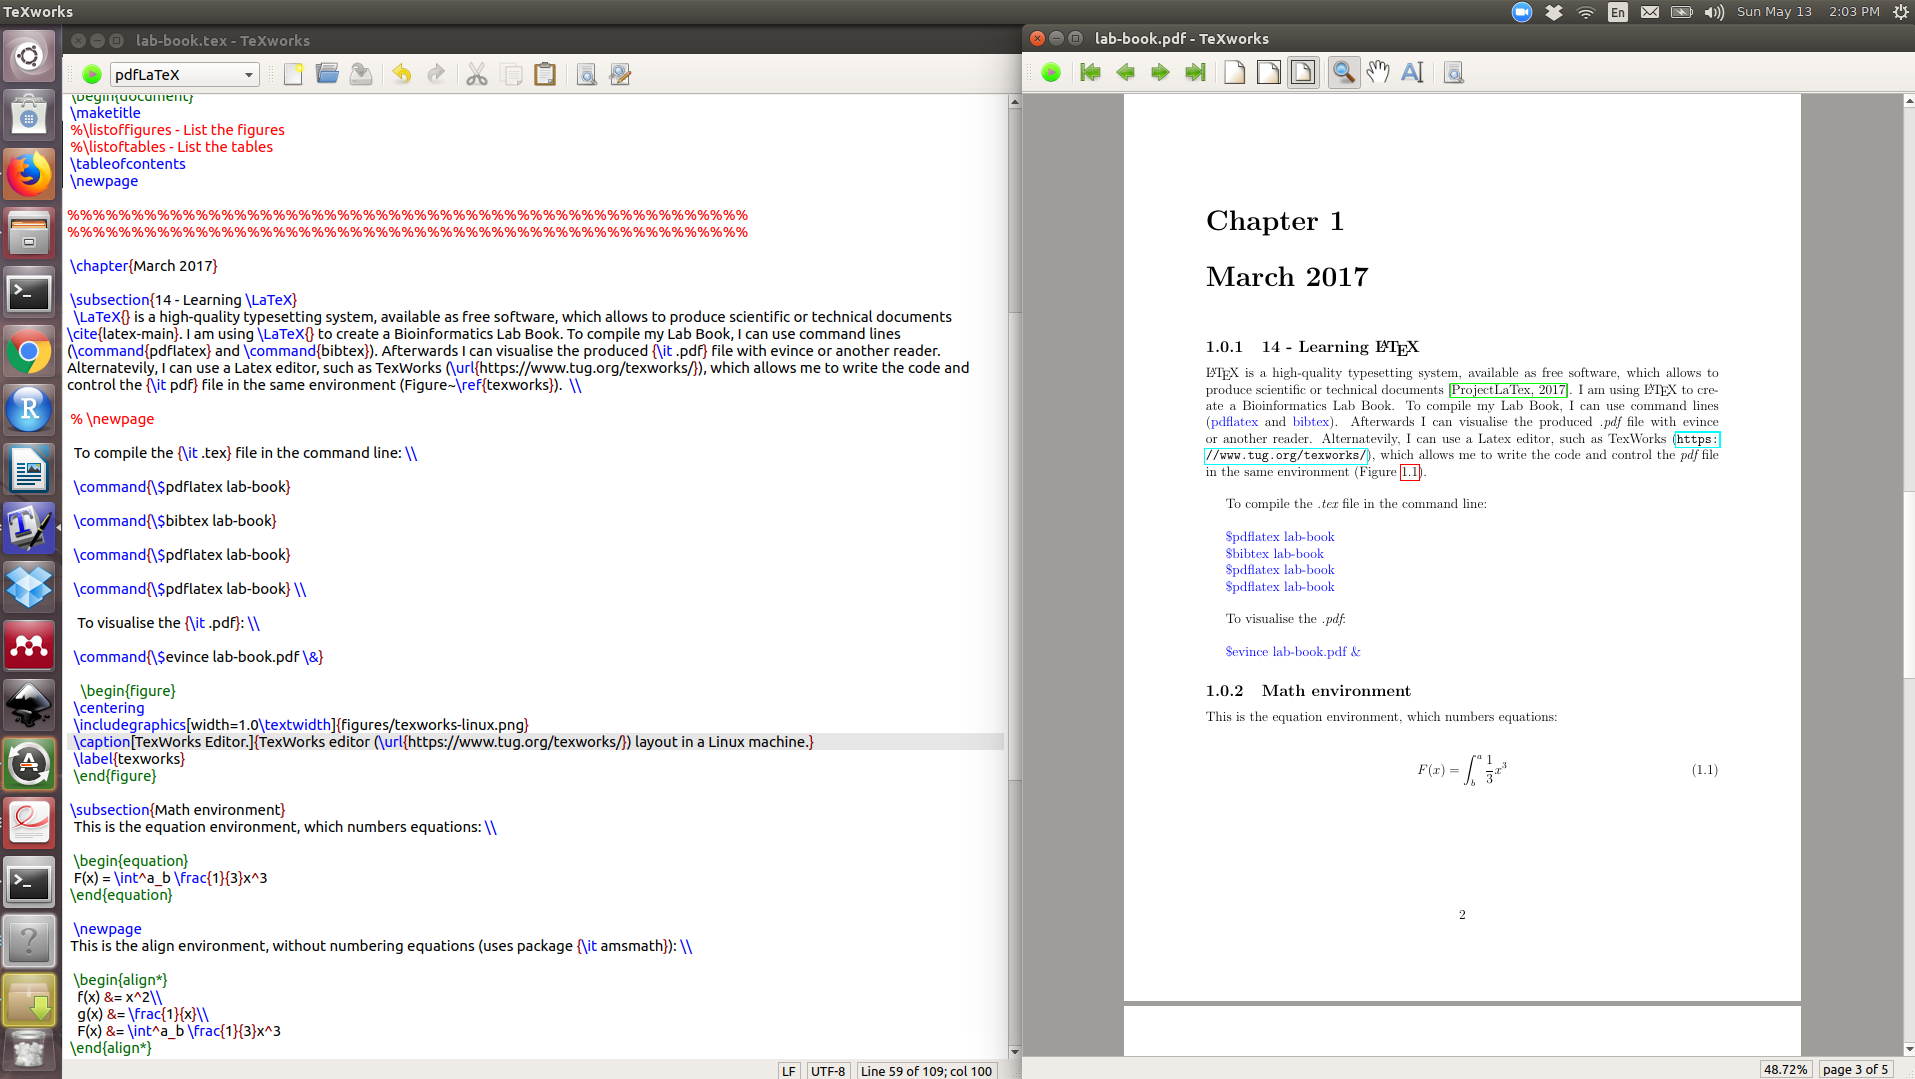 TeXworks
En
Sun May 13
2:03 PM
lab-book.tex - TeXworks
pdfLaTeX
\begin{document}
\maketitle
%\listoffigures - List the figures
%\listoftables - List the tables
\tableofcontents
\newpage
%%%%%%%%%%%%%%%%%%%%%%%%%%%%%%%%%%%%%%%%%%%%%%%%%%%%%
%%%%%%%%%%%%%%%%%%%%%%%%%%%%%%%%%%%%%%%%%%%%%%%%%%%%%
\chapter{March 2017}
\subsection{14 - Learning \LaTeX}
\LaTeX{} is a high-quality typesetting system, available as free software, which allows to produce scientific or technical documents
\cite{latex-main}. I am using \LaTeX{} to create a Bioinformatics Lab Book. To compile my Lab Book, I can use command lines
(\command{pdflatex} and \command{bibtex}). Afterwards I can visualise the produced {\it .pdf} file with evince or another reader.
Alternatevily, I can use a Latex editor, such as TexWorks (\url{https://www.tug.org/texworks/}), which allows me to write the code and
control the {\it pdf} file in the same environment (Figure~\ref{texworks}). \\
% \newpage
To compile the {\it .tex} file in the command line: \\
\command{\$pdflatex lab-book}
\command{\$bibtex lab-book}
\command{\$pdflatex lab-book}
\command{\$pdflatex lab-book} \\
To visualise the {\it .pdf}: \\
\command{\$evince lab-book.pdf \&}
\begin{figure}
\centering
\includegraphics[width=1.0\textwidth]{figures/texworks-linux.png}
\caption[TexWorks Editor.]{TexWorks editor (\url{https://www.tug.org/texworks/}) layout in a Linux machine.}
\label{texworks}
\end{figure}
\subsection{Math environment}
This is the equation environment, which numbers equations: \\
\begin{equation}
F(x) = \int^a_b \frac{1}{3}x^3
\end{equation}
\newpage
This is the align environment, without numbering equations (uses package {\it amsmath}): \\
\begin{align*}
f(x) &= x^2\\
g(x) &= \frac{1}{x}\\
F(x) &= \int^a_b \frac{1}{3}x^3
\end{align*}
LF
UTF-8
Line 59 of 109; col 100
lab-book.pdf - TeXworks
Chapter 1
March 2017
1.0.1 14 - Learning LATEX
LATEX is a high-quality typesetting system, available as free software, which allows to
produce scientific or technical documents [ProjectLaTex, 2017]. I am using LATEX to cre-
ate a Bioinformatics Lab Book. To compile my Lab Book, I can use command lines
(pdflatex and bibtex). Afterwards I can visualise the produced .pdf file with evince
or another reader. Alternatevily, I can use a Latex editor, such as TexWorks (https:
//www.tug.org/texworks/), which allows me to write the code and control the pdf file
in the same environment (Figure 1.1).
To compile the .tex file in the command line:
$pdflatex lab-book
$bibtex lab-book
$pdflatex lab-book
$pdflatex lab-book
To visualise the .pdf:
$evince lab-book.pdf &
1.0.2 Math environment
This is the equation environment, which numbers equations:
F(x) = ∫_b^a 1/3 x³ (1.1)
2
48.72%
page 3 of 5